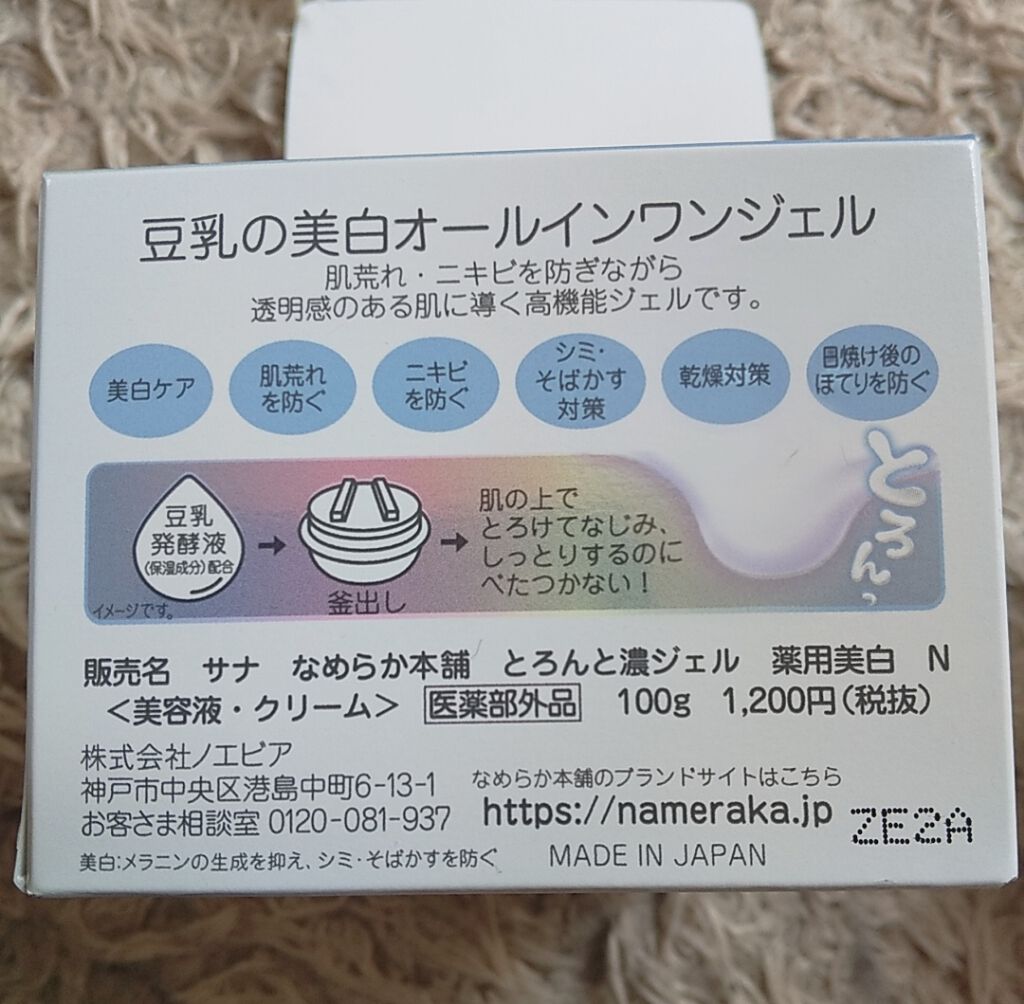 豆乳の美白オールインワンジェル
肌荒れ・ニキビを防ぎながら
透明感のある肌に導く高機能ジェルです。
美白ケア
肌荒れ
を防ぐ
ニキビ
を防ぐ
シミ・
そばかす
対策
乾燥対策
日焼け後の
ほてりを防ぐ
豆乳
発酵液
(保湿成分)配合
イメージです。
釜出し
肌の上で
とろけてなじみ、
しっとりするのに
べたつかない!
とろんっ
販売名 サナ なめらか本舗 とろんと濃ジェル 薬用美白 N
<美容液・クリーム> 医薬部外品 100g 1,200円(税抜)
株式会社ノエビア
神戸市中央区港島中町6-13-1
お客さま相談室 0120-081-937
なめらか本舗のブランドサイトはこちら
https://nameraka.jp
ZE2A
美白:メラニンの生成を抑え、シミ・そばかすを防ぐ
MADE IN JAPAN